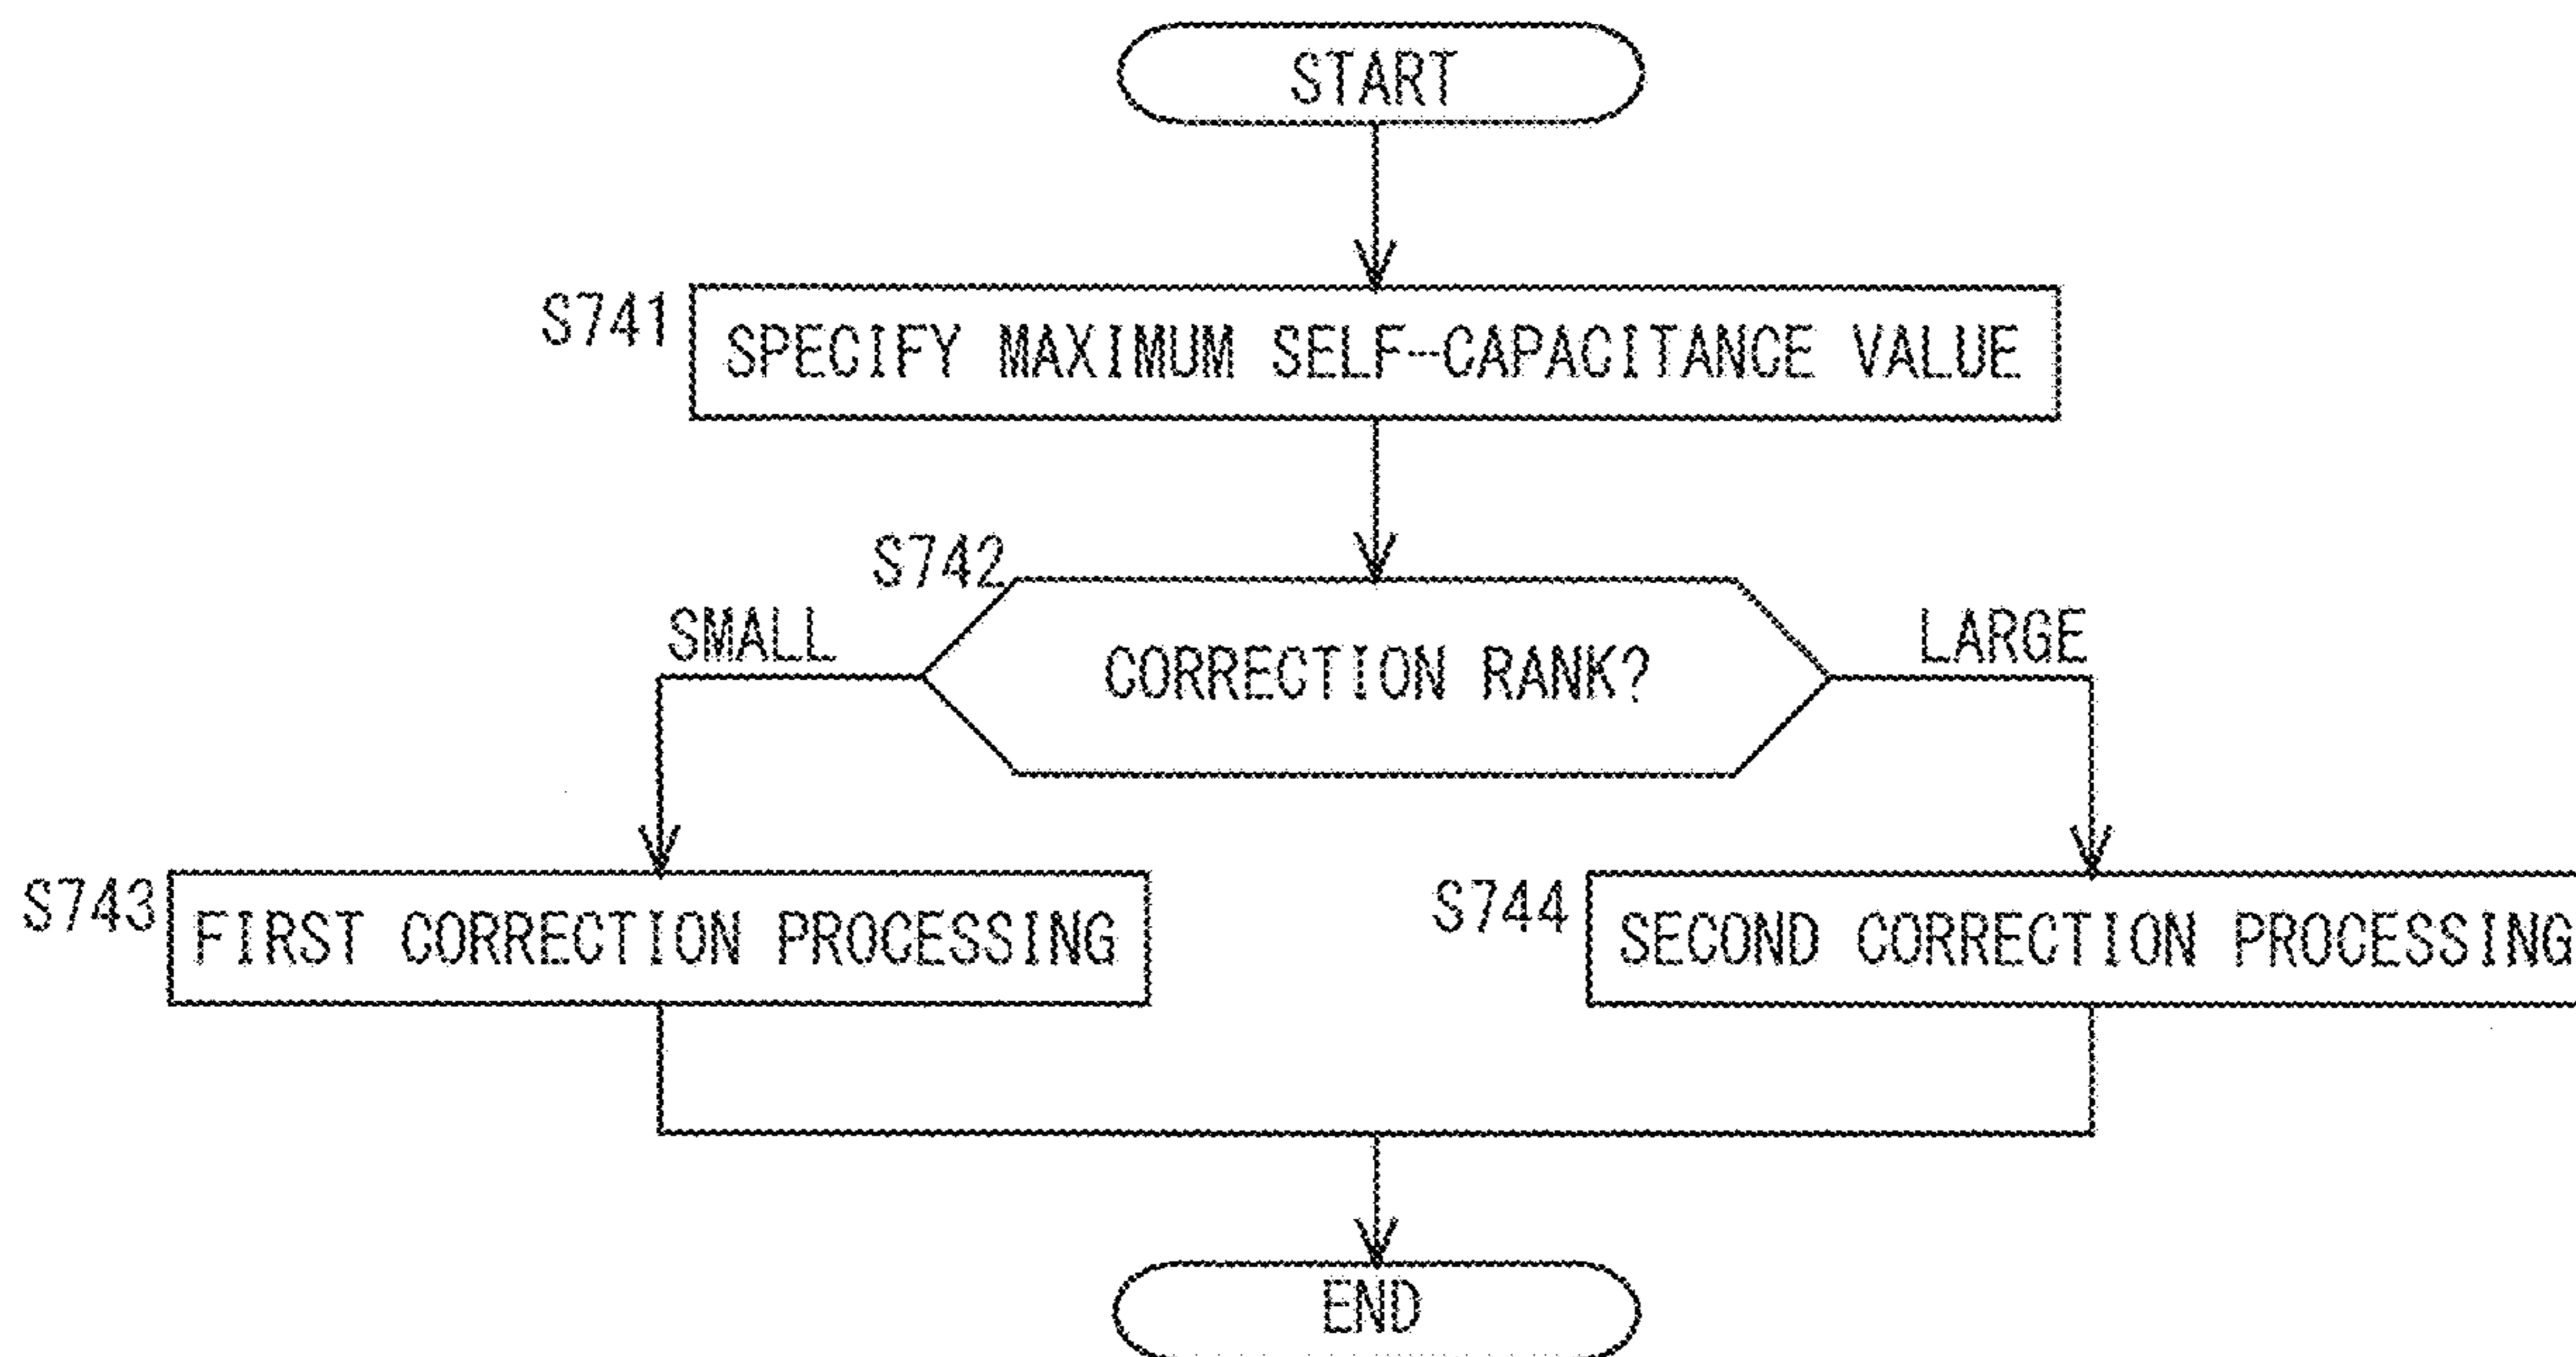 START
S741
SPECIFY MAXIMUM SELF-CAPACITANCE VALUE
S742
SMALL
CORRECTION RANK?
LARGE
S743
FIRST CORRECTION PROCESSING
S744
SECOND CORRECTION PROCESSING
END